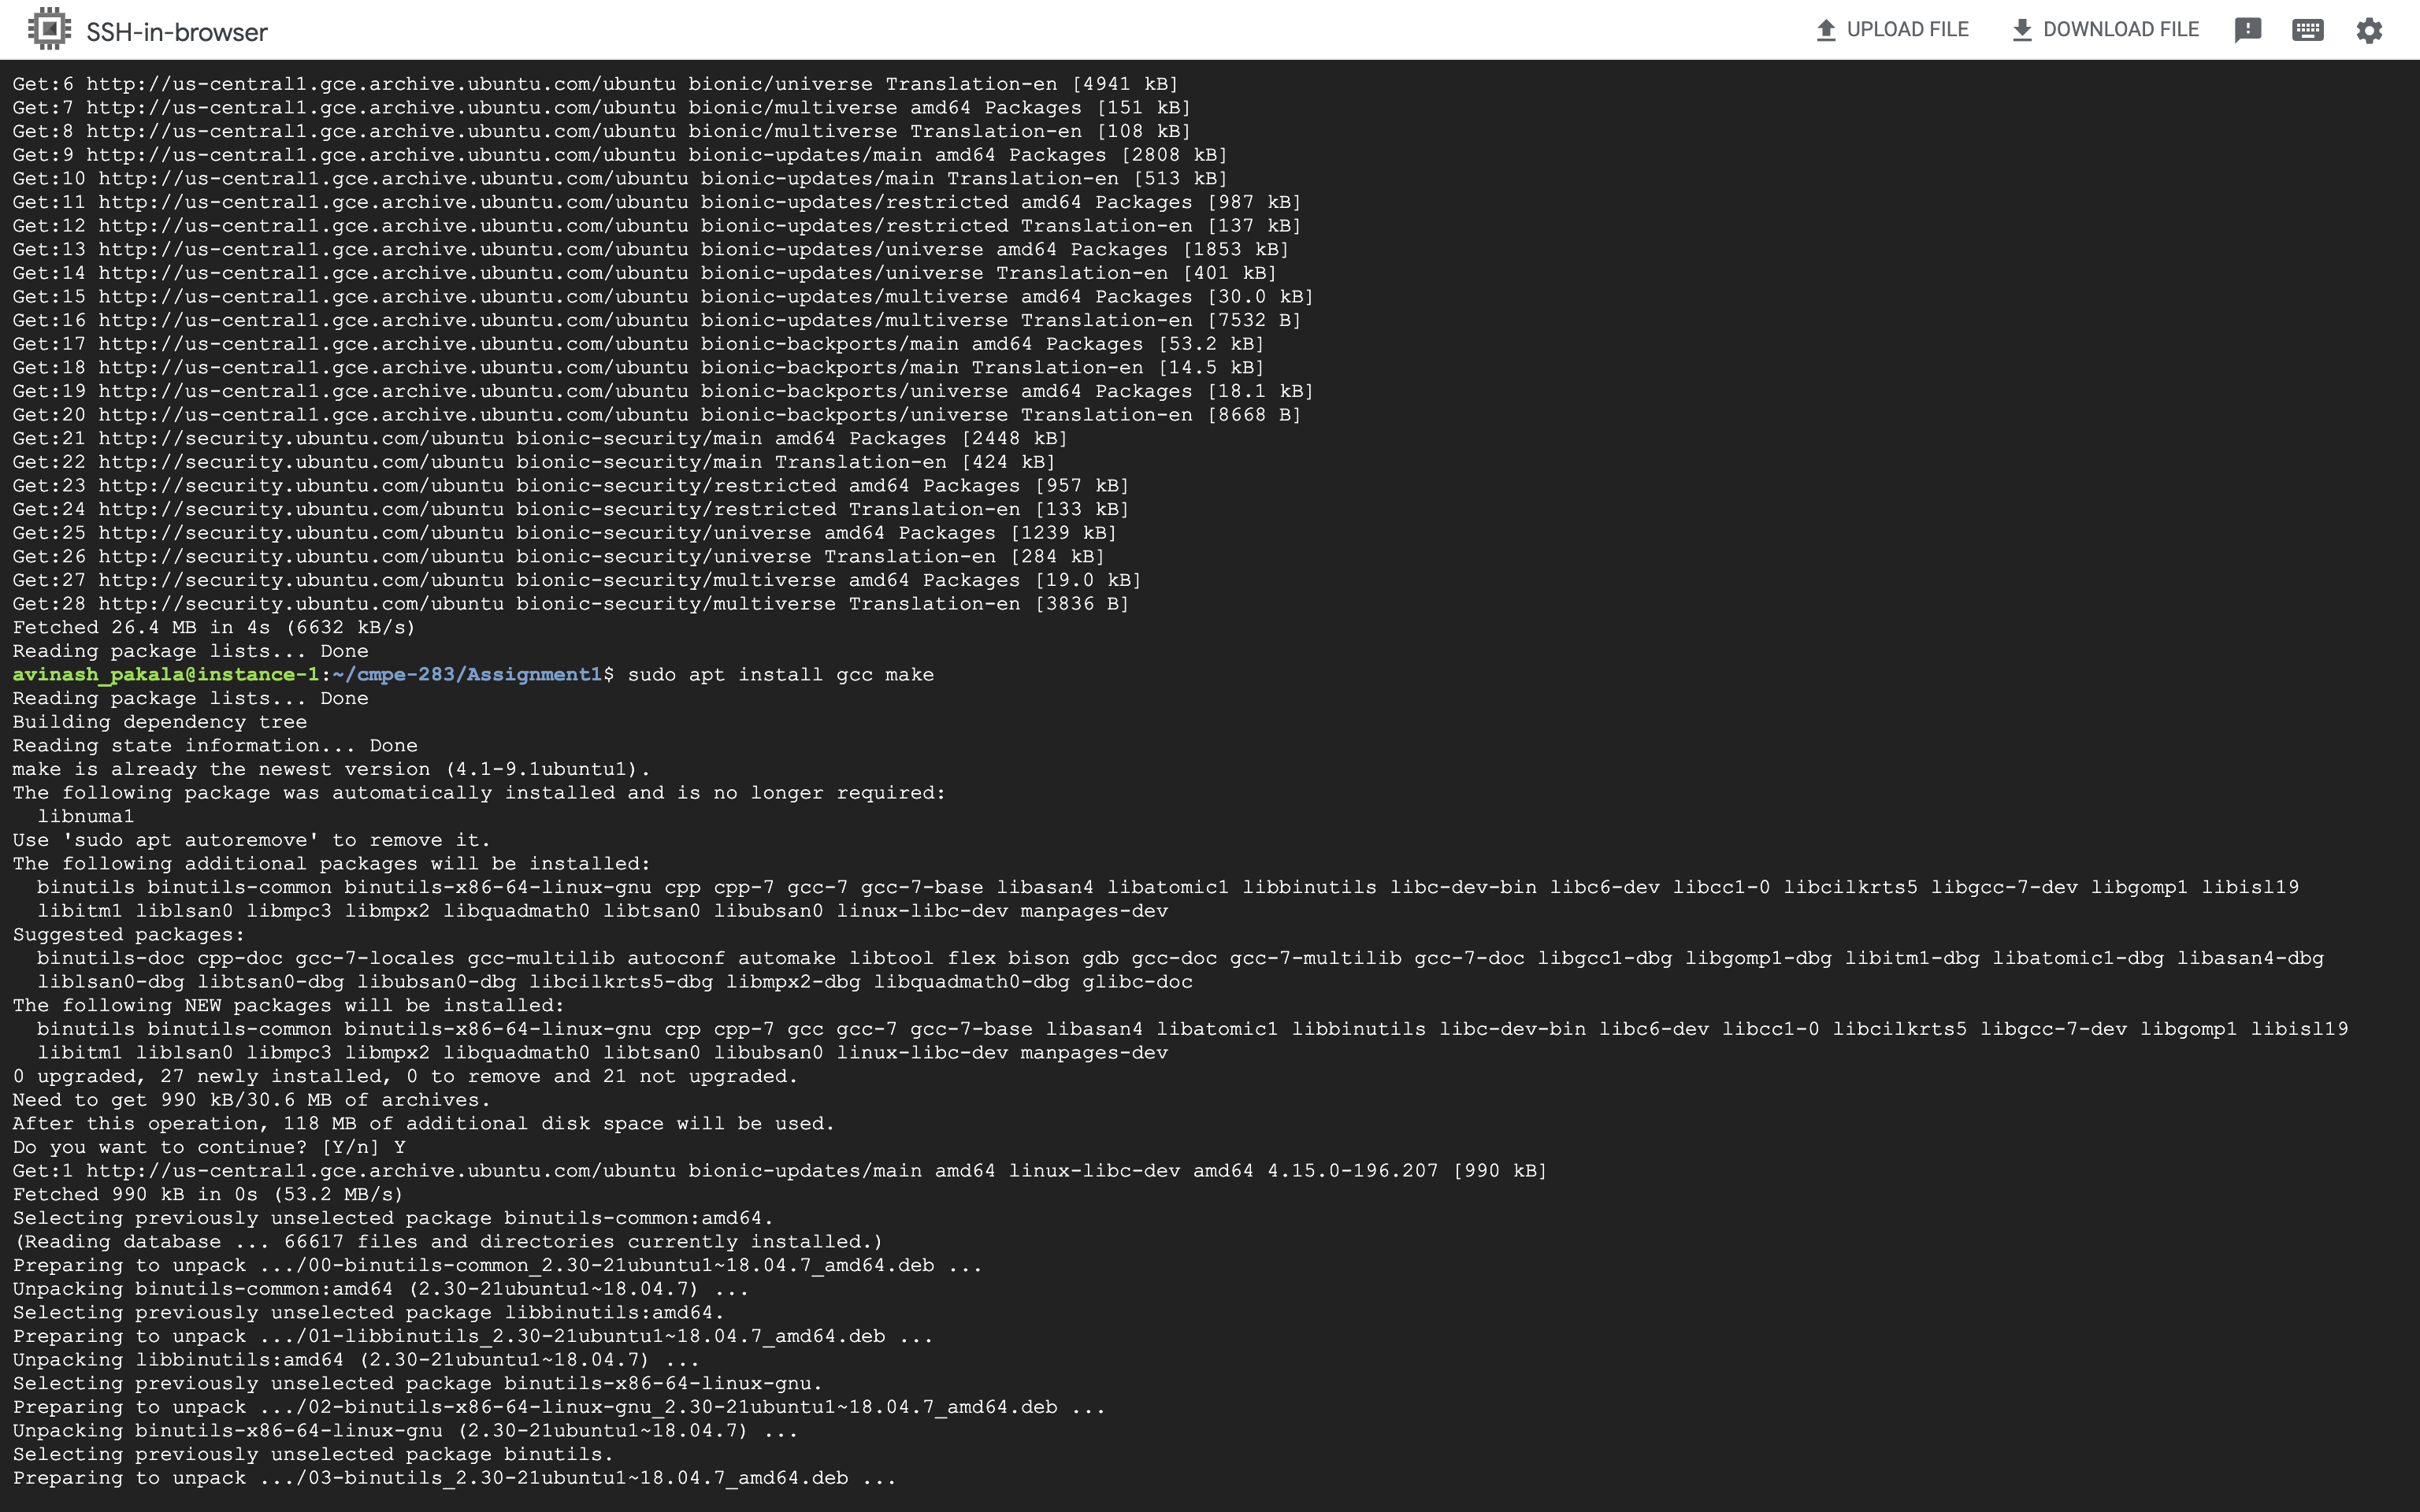 SSH-in-browser
UPLOAD FILE
DOWNLOAD FILE
Get:6 http://us-central1.gce.archive.ubuntu.com/ubuntu bionic/universe Translation-en [4941 kB]
Get:7 http://us-central1.gce.archive.ubuntu.com/ubuntu bionic/multiverse amd64 Packages [151 kB]
Get:8 http://us-central1.gce.archive.ubuntu.com/ubuntu bionic/multiverse Translation-en [108 kB]
Get:9 http://us-central1.gce.archive.ubuntu.com/ubuntu bionic-updates/main amd64 Packages [2808 kB]
Get:10 http://us-central1.gce.archive.ubuntu.com/ubuntu bionic-updates/main Translation-en [513 kB]
Get:11 http://us-central1.gce.archive.ubuntu.com/ubuntu bionic-updates/restricted amd64 Packages [987 kB]
Get:12 http://us-central1.gce.archive.ubuntu.com/ubuntu bionic-updates/restricted Translation-en [137 kB]
Get:13 http://us-central1.gce.archive.ubuntu.com/ubuntu bionic-updates/universe amd64 Packages [1853 kB]
Get:14 http://us-central1.gce.archive.ubuntu.com/ubuntu bionic-updates/universe Translation-en [401 kB]
Get:15 http://us-central1.gce.archive.ubuntu.com/ubuntu bionic-updates/multiverse amd64 Packages [30.0 kB]
Get:16 http://us-central1.gce.archive.ubuntu.com/ubuntu bionic-updates/multiverse Translation-en [7532 B]
Get:17 http://us-central1.gce.archive.ubuntu.com/ubuntu bionic-backports/main amd64 Packages [53.2 kB]
Get:18 http://us-central1.gce.archive.ubuntu.com/ubuntu bionic-backports/main Translation-en [14.5 kB]
Get:19 http://us-central1.gce.archive.ubuntu.com/ubuntu bionic-backports/universe amd64 Packages [18.1 kB]
Get:20 http://us-central1.gce.archive.ubuntu.com/ubuntu bionic-backports/universe Translation-en [8668 B]
Get:21 http://security.ubuntu.com/ubuntu bionic-security/main amd64 Packages [2448 kB]
Get:22 http://security.ubuntu.com/ubuntu bionic-security/main Translation-en [424 kB]
Get:23 http://security.ubuntu.com/ubuntu bionic-security/restricted amd64 Packages [957 kB]
Get:24 http://security.ubuntu.com/ubuntu bionic-security/restricted Translation-en [133 kB]
Get:25 http://security.ubuntu.com/ubuntu bionic-security/universe amd64 Packages [1239 kB]
Get:26 http://security.ubuntu.com/ubuntu bionic-security/universe Translation-en [284 kB]
Get:27 http://security.ubuntu.com/ubuntu bionic-security/multiverse amd64 Packages [19.0 kB]
Get:28 http://security.ubuntu.com/ubuntu bionic-security/multiverse Translation-en [3836 B]
Fetched 26.4 MB in 4s (6632 kB/s)
Reading package lists... Done
avinash_pakala@instance-1:~/cmpe-283/Assignment1$ sudo apt install gcc make
Reading package lists... Done
Building dependency tree
Reading state information... Done
make is already the newest version (4.1-9.1ubuntu1).
The following package was automatically installed and is no longer required:
  libnuma1
Use 'sudo apt autoremove' to remove it.
The following additional packages will be installed:
  binutils binutils-common binutils-x86-64-linux-gnu cpp cpp-7 gcc-7 gcc-7-base libasan4 libatomic1 libbinutils libc-dev-bin libc6-dev libcc1-0 libcilkrts5 libgcc-7-dev libgomp1 libisl19
  libitm1 liblsan0 libmpc3 libmpx2 libquadmath0 libtsan0 libubsan0 linux-libc-dev manpages-dev
Suggested packages:
  binutils-doc cpp-doc gcc-7-locales gcc-multilib autoconf automake libtool flex bison gdb gcc-doc gcc-7-multilib gcc-7-doc libgcc1-dbg libgomp1-dbg libitm1-dbg libatomic1-dbg libasan4-dbg
  liblsan0-dbg libtsan0-dbg libubsan0-dbg libcilkrts5-dbg libmpx2-dbg libquadmath0-dbg glibc-doc
The following NEW packages will be installed:
  binutils binutils-common binutils-x86-64-linux-gnu cpp cpp-7 gcc gcc-7 gcc-7-base libasan4 libatomic1 libbinutils libc-dev-bin libc6-dev libcc1-0 libcilkrts5 libgcc-7-dev libgomp1 libisl19
  libitm1 liblsan0 libmpc3 libmpx2 libquadmath0 libtsan0 libubsan0 linux-libc-dev manpages-dev
0 upgraded, 27 newly installed, 0 to remove and 21 not upgraded.
Need to get 990 kB/30.6 MB of archives.
After this operation, 118 MB of additional disk space will be used.
Do you want to continue? [Y/n] Y
Get:1 http://us-central1.gce.archive.ubuntu.com/ubuntu bionic-updates/main amd64 linux-libc-dev amd64 4.15.0-196.207 [990 kB]
Fetched 990 kB in 0s (53.2 MB/s)
Selecting previously unselected package binutils-common:amd64.
(Reading database ... 66617 files and directories currently installed.)
Preparing to unpack .../00-binutils-common_2.30-21ubuntu1~18.04.7_amd64.deb ...
Unpacking binutils-common:amd64 (2.30-21ubuntu1~18.04.7) ...
Selecting previously unselected package libbinutils:amd64.
Preparing to unpack .../01-libbinutils_2.30-21ubuntu1~18.04.7_amd64.deb ...
Unpacking libbinutils:amd64 (2.30-21ubuntu1~18.04.7) ...
Selecting previously unselected package binutils-x86-64-linux-gnu.
Preparing to unpack .../02-binutils-x86-64-linux-gnu_2.30-21ubuntu1~18.04.7_amd64.deb ...
Unpacking binutils-x86-64-linux-gnu (2.30-21ubuntu1~18.04.7) ...
Selecting previously unselected package binutils.
Preparing to unpack .../03-binutils_2.30-21ubuntu1~18.04.7_amd64.deb ...